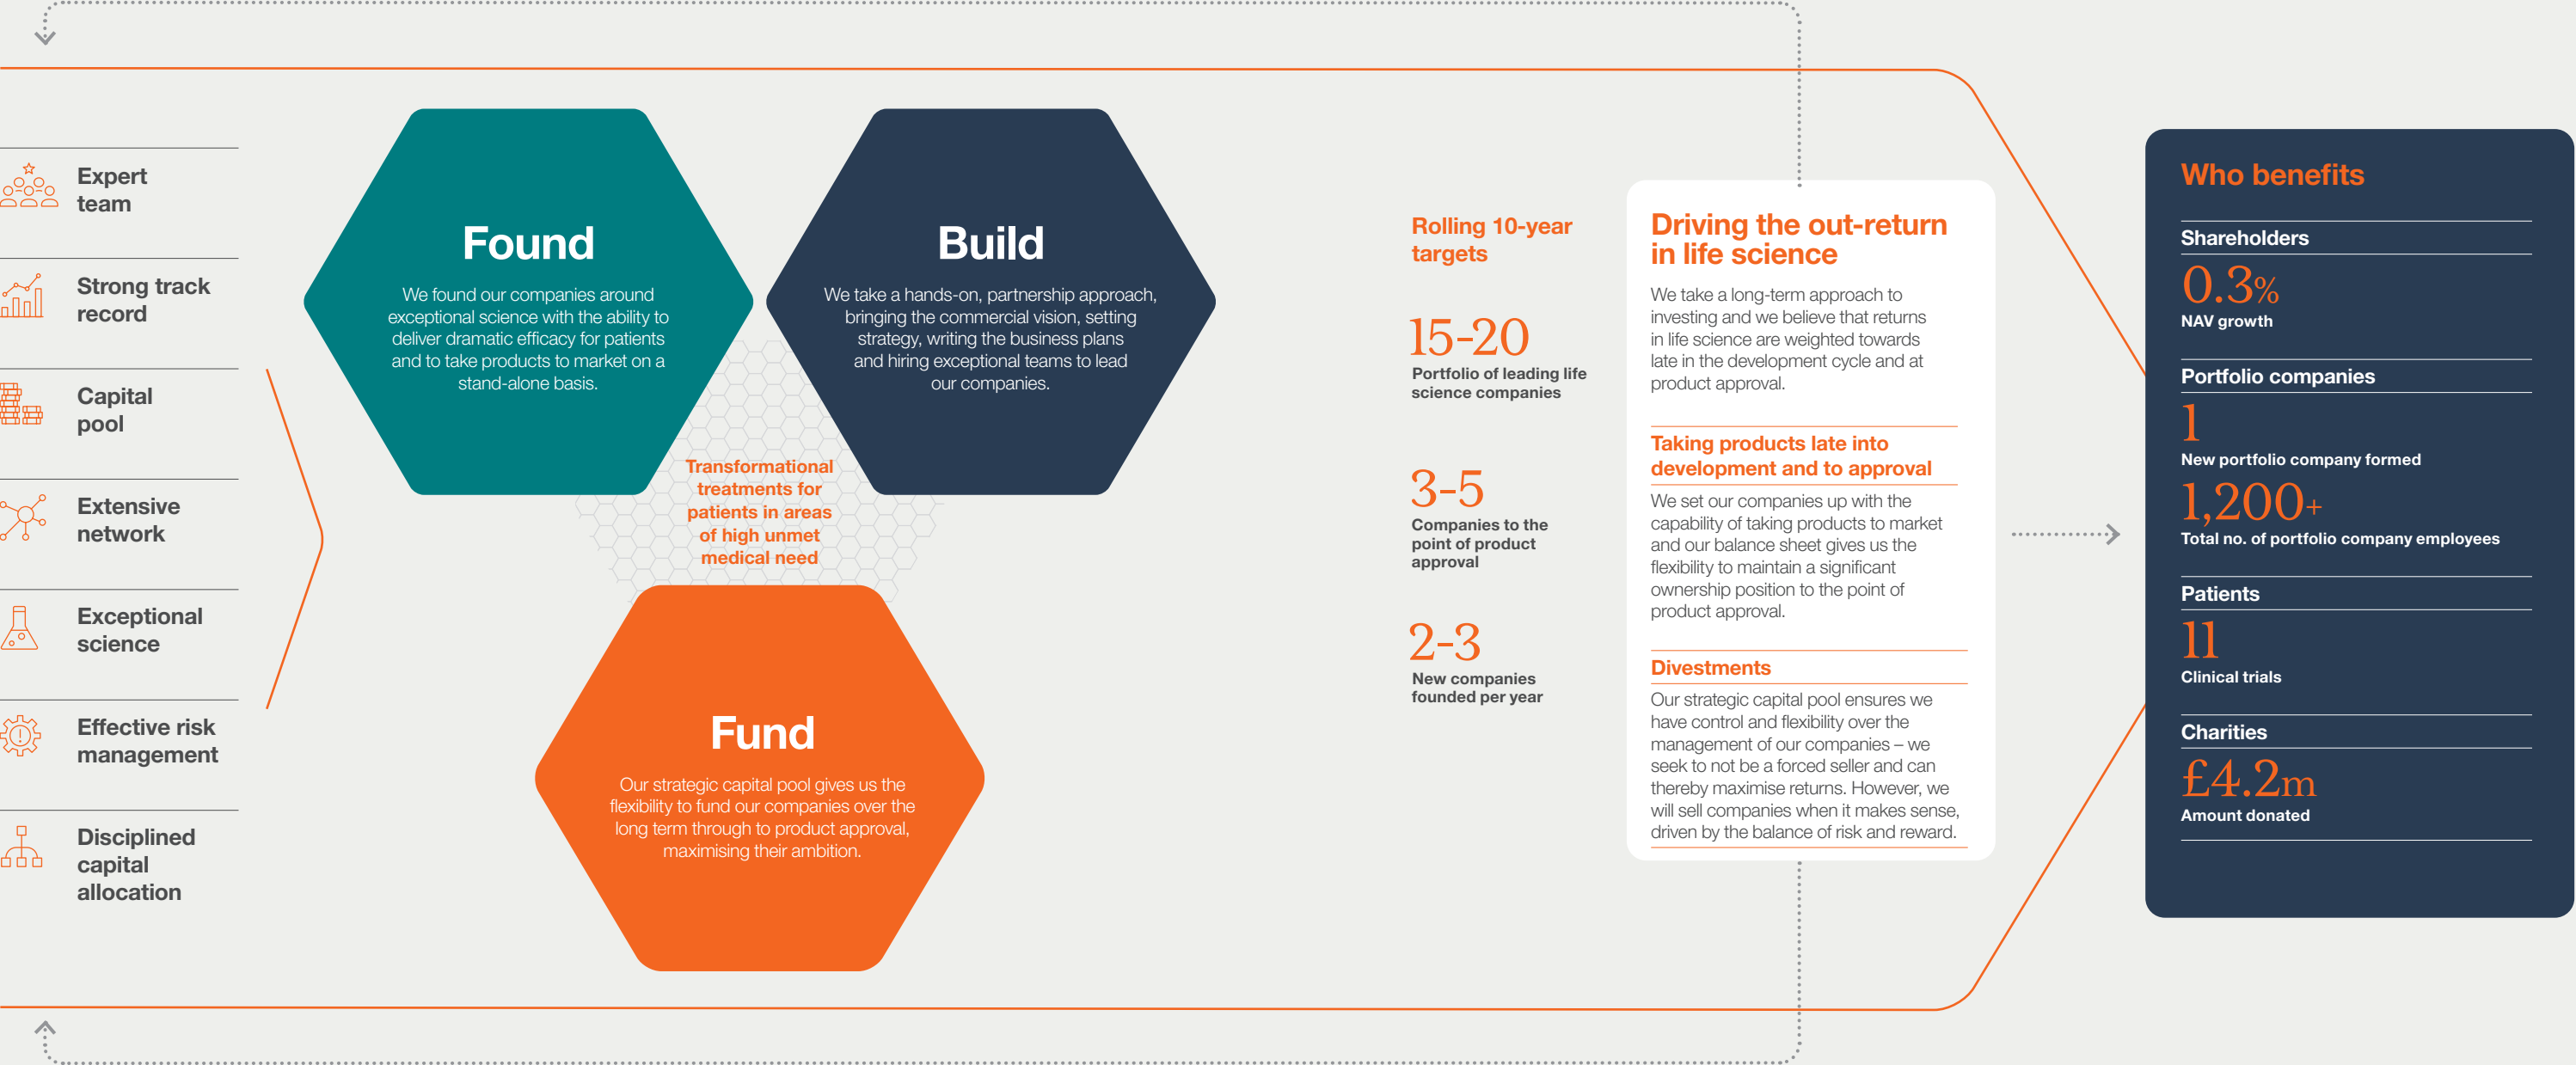 Expert
team
Strong track
record
Capital
pool
Extensive
network
Exceptional
science
Effective risk
management
Disciplined
capital
allocation
Found
We found our companies around
exceptional science with the ability to
deliver dramatic efficacy for patients
and to take products to market on a
stand-alone basis.
Build
We take a hands-on, partnership approach,
bringing the commercial vision, setting
strategy, writing the business plans
and hiring exceptional teams to lead
our companies.
Transformational
treatments for
patients in areas
of high unmet
medical need
Fund
Our strategic capital pool gives us the
flexibility to fund our companies over the
long term through to product approval,
maximising their ambition.
Rolling 10-year
targets
15-20
Portfolio of leading life
science companies
3-5
Companies to the
point of product
approval
2-3
New companies
founded per year
Driving the out-return
in life science
We take a long-term approach to
investing and we believe that returns
in life science are weighted towards
late in the development cycle and at
product approval.
Taking products late into
development and to approval
We set our companies up with the
capability of taking products to market
and our balance sheet gives us the
flexibility to maintain a significant
ownership position to the point of
product approval.
Divestments
Our strategic capital pool ensures we
have control and flexibility over the
management of our companies – we
seek to not be a forced seller and can
thereby maximise returns. However, we
will sell companies when it makes sense,
driven by the balance of risk and reward.
Who benefits
Shareholders
0.3%
NAV growth
Portfolio companies
1
New portfolio company formed
1,200+
Total no. of portfolio company employees
Patients
11
Clinical trials
Charities
£4.2m
Amount donated